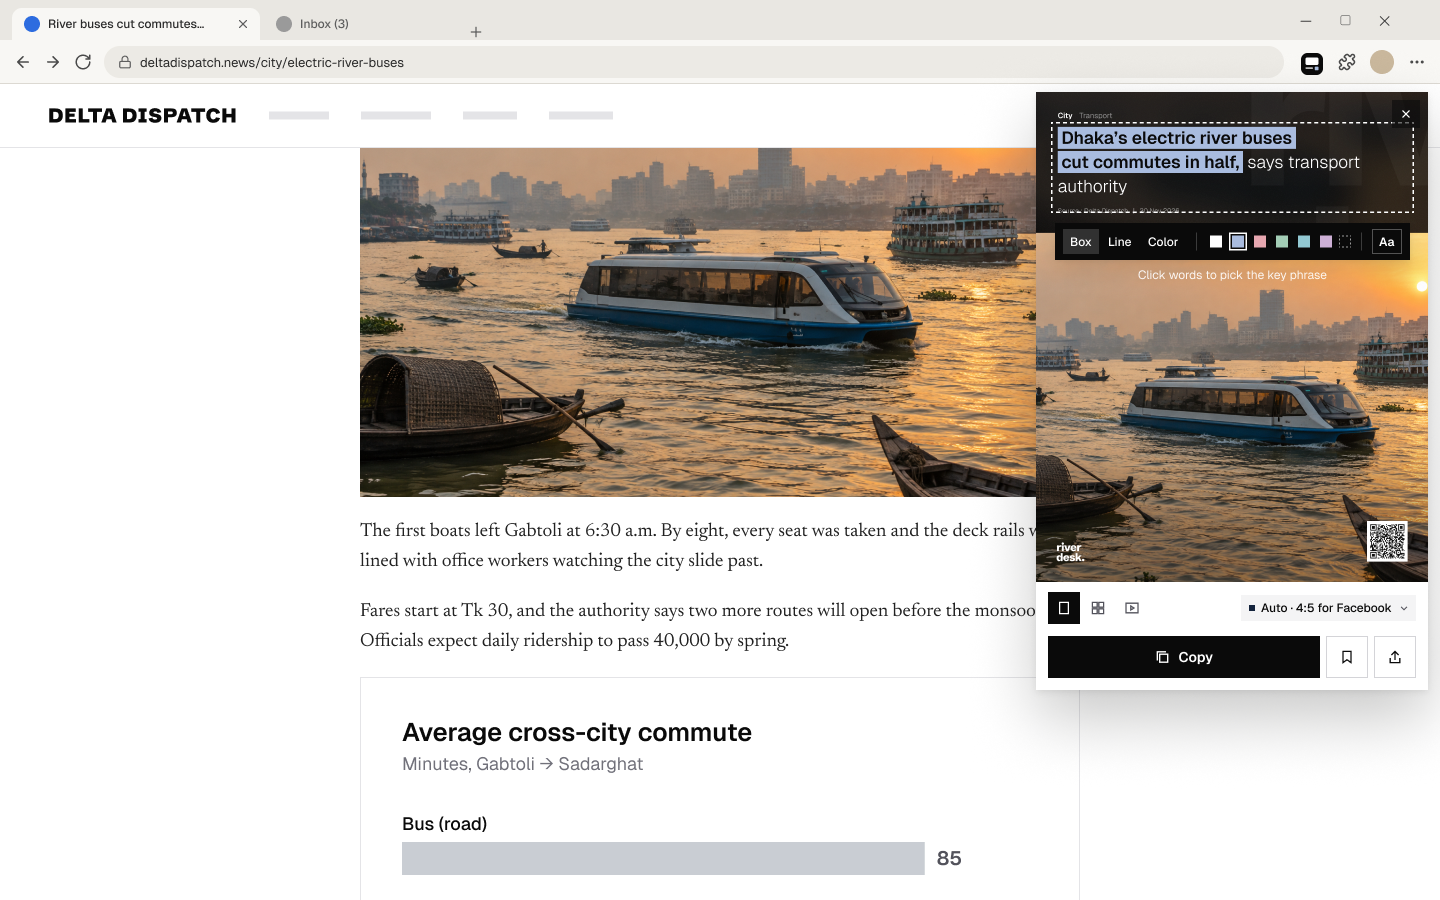 River buses cut commutes...
Inbox (3)
deltadispatch.news/city/electric-river-buses
DELTA DISPATCH
The first boats left Gabtoli at 6:30 a.m. By eight, every seat was taken and the deck rails
lined with office workers watching the city slide past.
Fares start at Tk 30, and the authority says two more routes will open before the
Officials expect daily ridership to pass 40,000 by spring.
Average cross-city commute
Minutes, Gabtoli → Sadarghat
Bus (road)
85
City Transport
Dhaka’s electric river buses
cut commutes in half, says transport
authority
Box Line Color Aa
Click words to pick the key phrase
river
desk.
Auto · 4:5 for Facebook
Copy